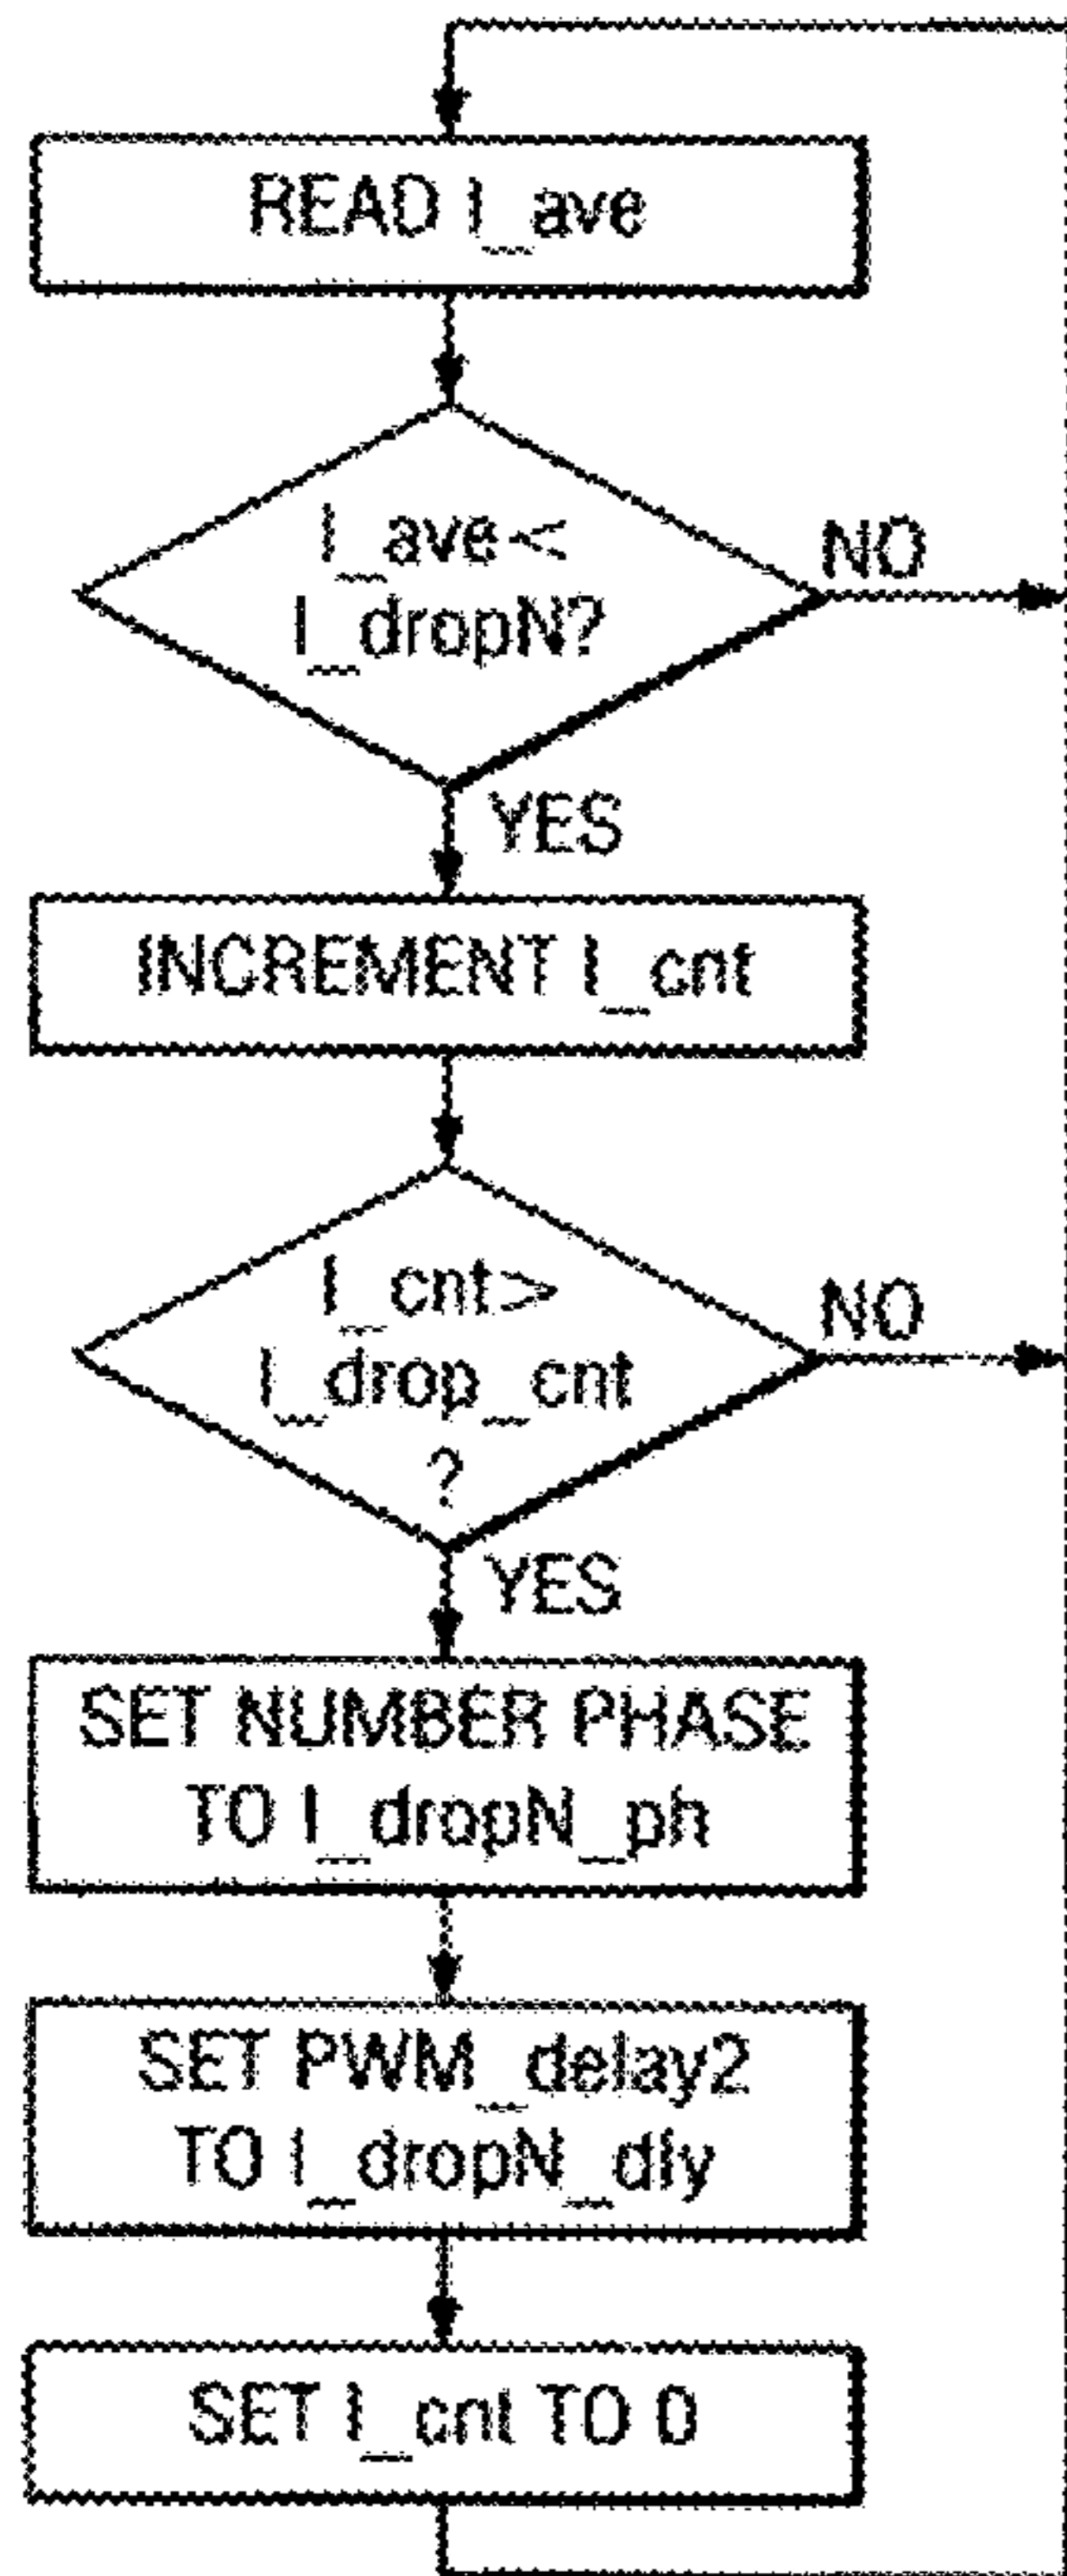 READ I_ave
I_ave<
I_dropN?
NO
YES
INCREMENT I_cnt
I_cnt>
I_drop_cnt
?
NO
YES
SET NUMBER PHASE
TO I_dropN_ph
SET PWM_delay2
TO I_dropN_dly
SET I_cnt TO 0